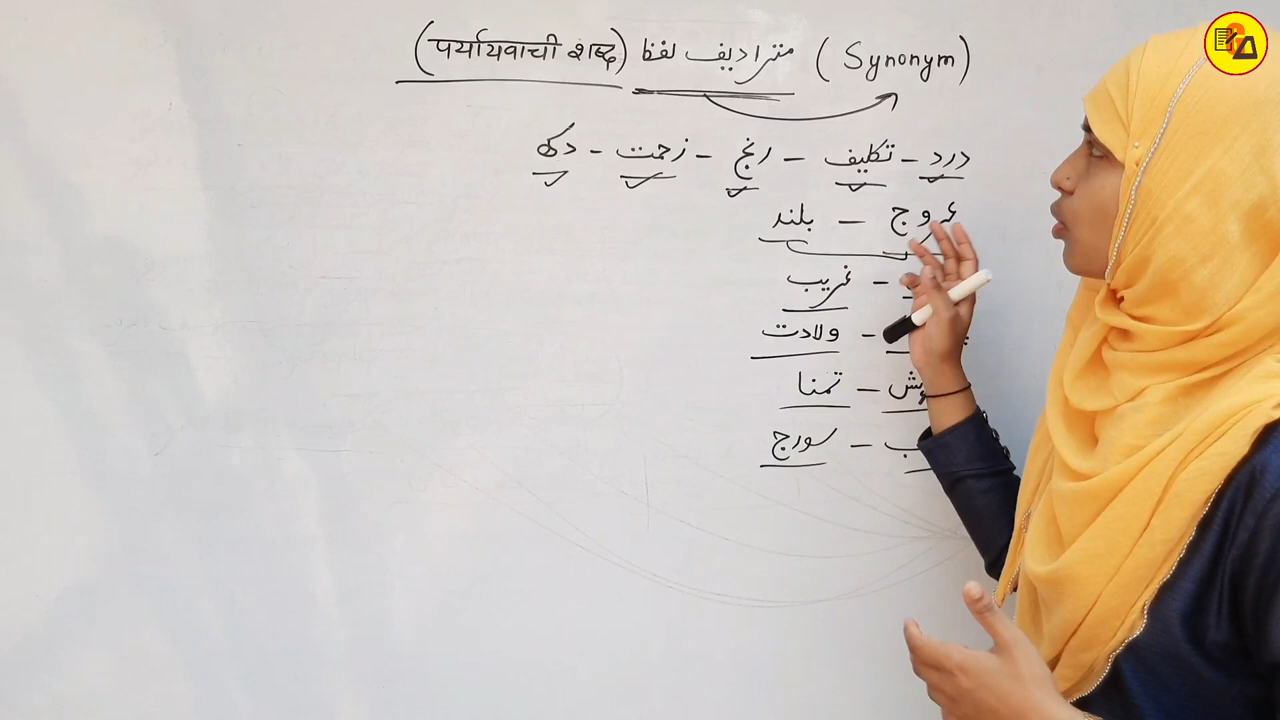 (पर्यायवाची शब्द) مترادیف لفظ (Synonym)
درد - تکلیف - رنج - زحمت - دکھ
عروج - بلند
- غریب
- ولادت
- تمنا
- سورج